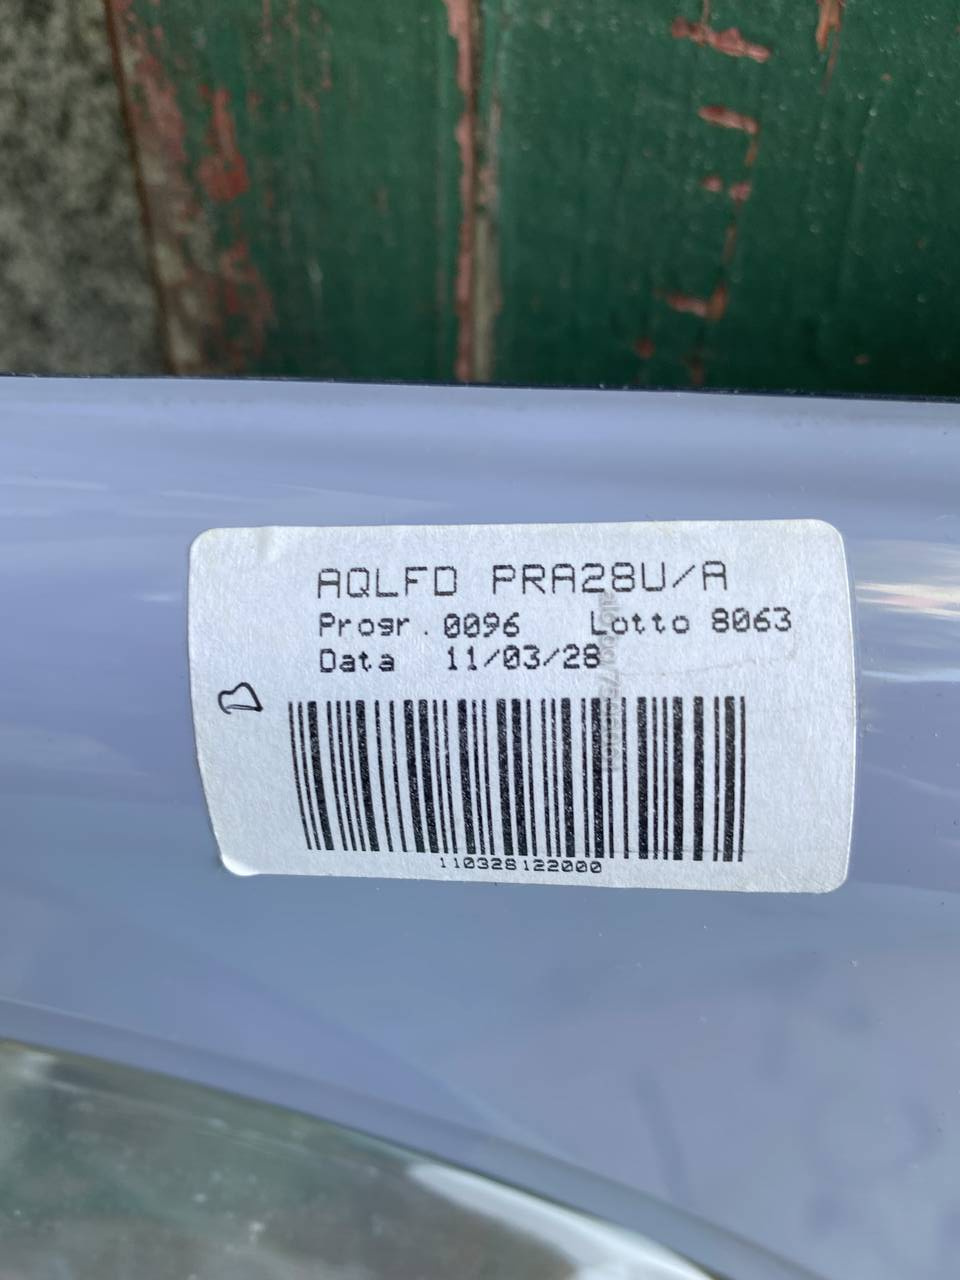 AQLFD PRA28U/A
Progr. 0096 Lotto 8063
Data 11/03/28
D
110328122000